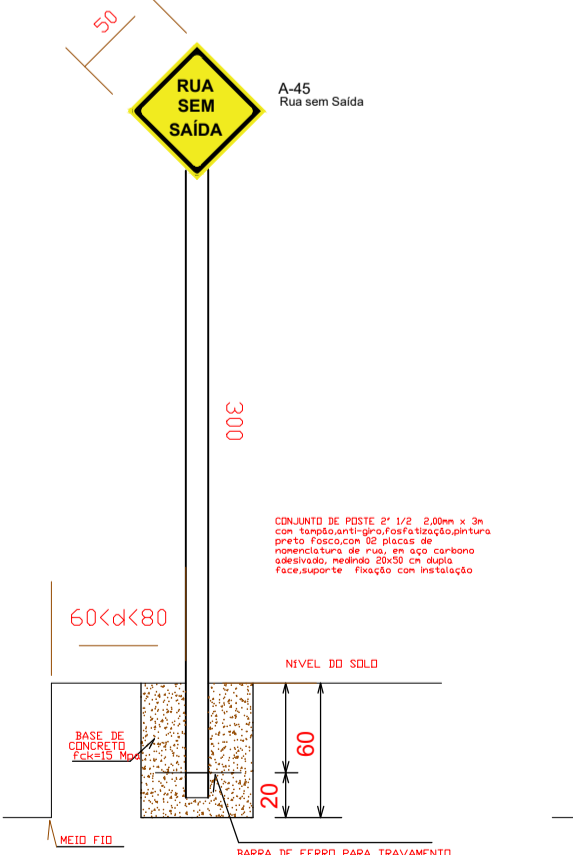 50
RUA
SEM
SAÍDA
A-45
Rua sem Saída
300
CONJUNTO DE POSTE 2" 1/2 2,00mm x 3m
com tampão,anti-giro,fosfatização,pintura
preto fosco,com 02 placas de
nomenclatura de rua, em aço carbono
adesivado, medindo 20x50 cm dupla
face,suporte fixação com instalação
60<d<80
NÍVEL DO SOLO
BASE DE
CONCRETO
fck=15 Mpa
60
20
MEIO FIO
BARRA DE FERRO PARA TRAVAMENTO